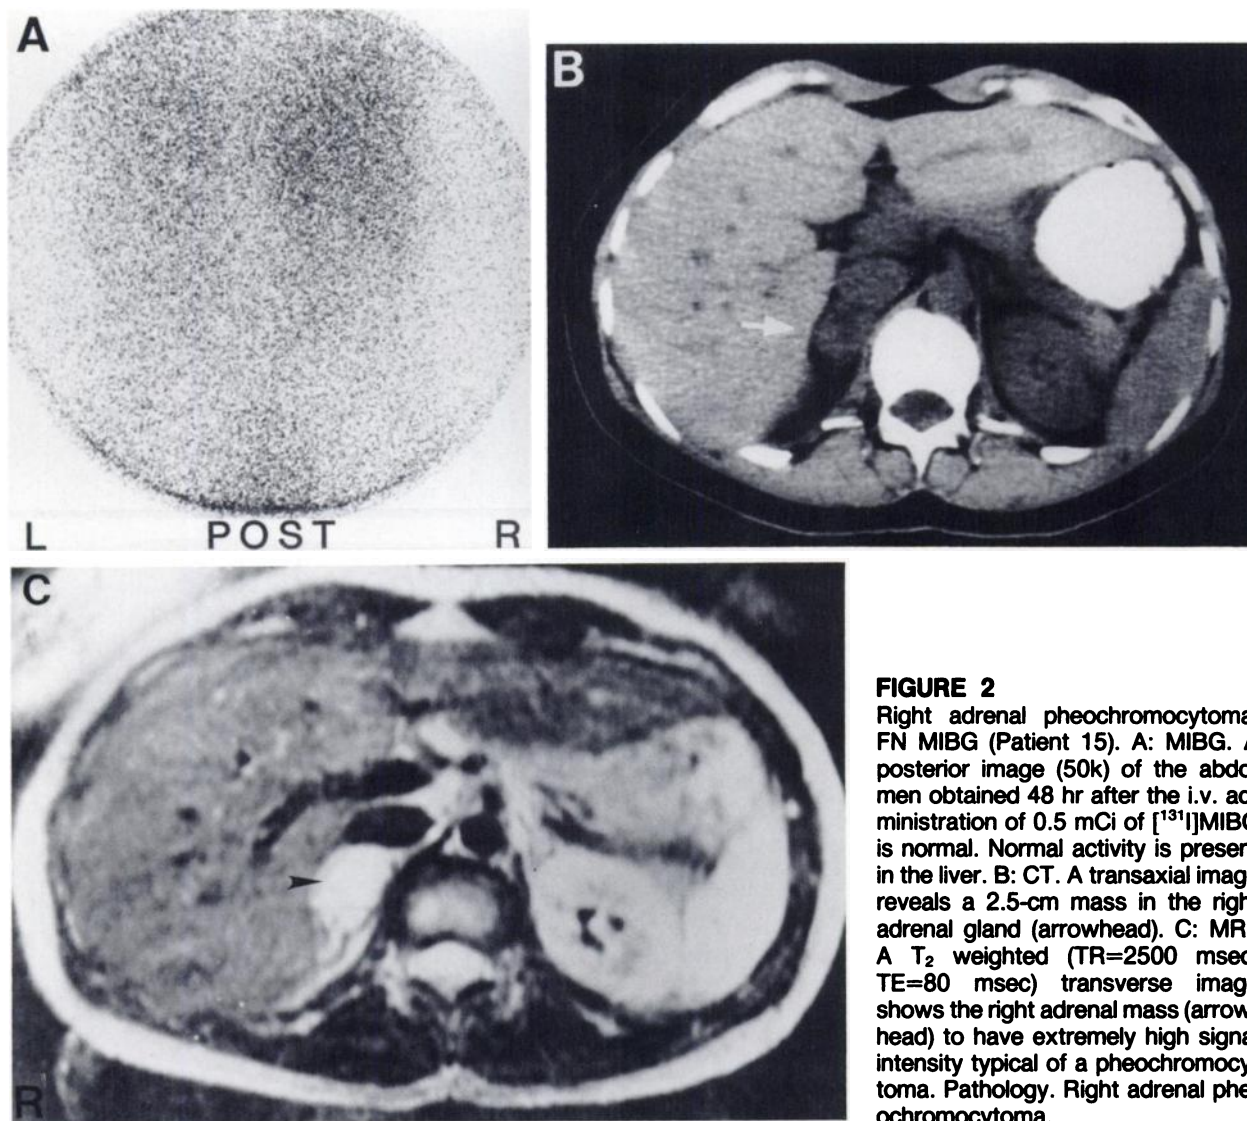 A
B
L POST R
C
R
FIGURE 2
Right adrenal pheochromocytoma
FN MIBG (Patient 15). A: MIBG. A
posterior image (50k) of the abdo
men obtained 48 hr after the i.v. ad
ministration of 0.5 mCi of [¹³¹I]MIBG
is normal. Normal activity is presen
in the liver. B: CT. A transaxial imag
reveals a 2.5-cm mass in the righ
adrenal gland (arrowhead). C: MR
A T₂ weighted (TR=2500 msec
TE=80 msec) transverse imag
shows the right adrenal mass (arrow
head) to have extremely high signa
intensity typical of a pheochromocy
toma. Pathology. Right adrenal phe
ochromocytoma.